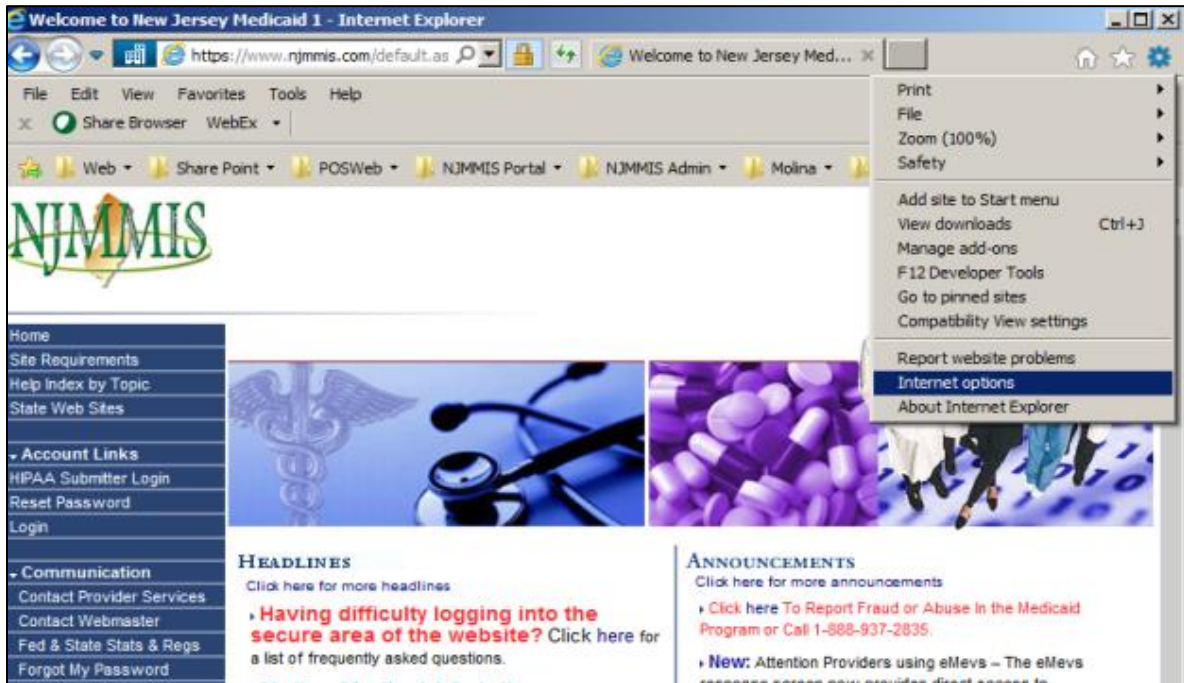 Welcome to New Jersey Medicaid 1 - Internet Explorer
https://www.njmmis.com/default.as
Welcome to New Jersey Med...
File Edit View Favorites Tools Help
x Share Browser WebEx
Web Share Point POSWeb NJMMIS Portal NJMMIS Admin Molina
Print
File
Zoom (100%)
Safety
Add site to Start menu
View downloads Ctrl+J
Manage add-ons
F12 Developer Tools
Go to pinned sites
Compatibility View settings
Report website problems
Internet options
About Internet Explorer
NJMMIS
Home
Site Requirements
Help Index by Topic
State Web Sites
Account Links
HIPAA Submitter Login
Reset Password
Login
Communication
Contact Provider Services
Contact Webmaster
Fed & State Stats & Regs
Forgot My Password
HEADLINES
Click here for more headlines
Having difficulty logging into the
secure area of the website? Click here for
a list of frequently asked questions.
ANNOUNCEMENTS
Click here for more announcements
Click here To Report Fraud or Abuse In the Medicaid
Program or Call 1-888-937-2835.
New: Attention Providers using eMevs – The eMevs
response screen now provides direct access to